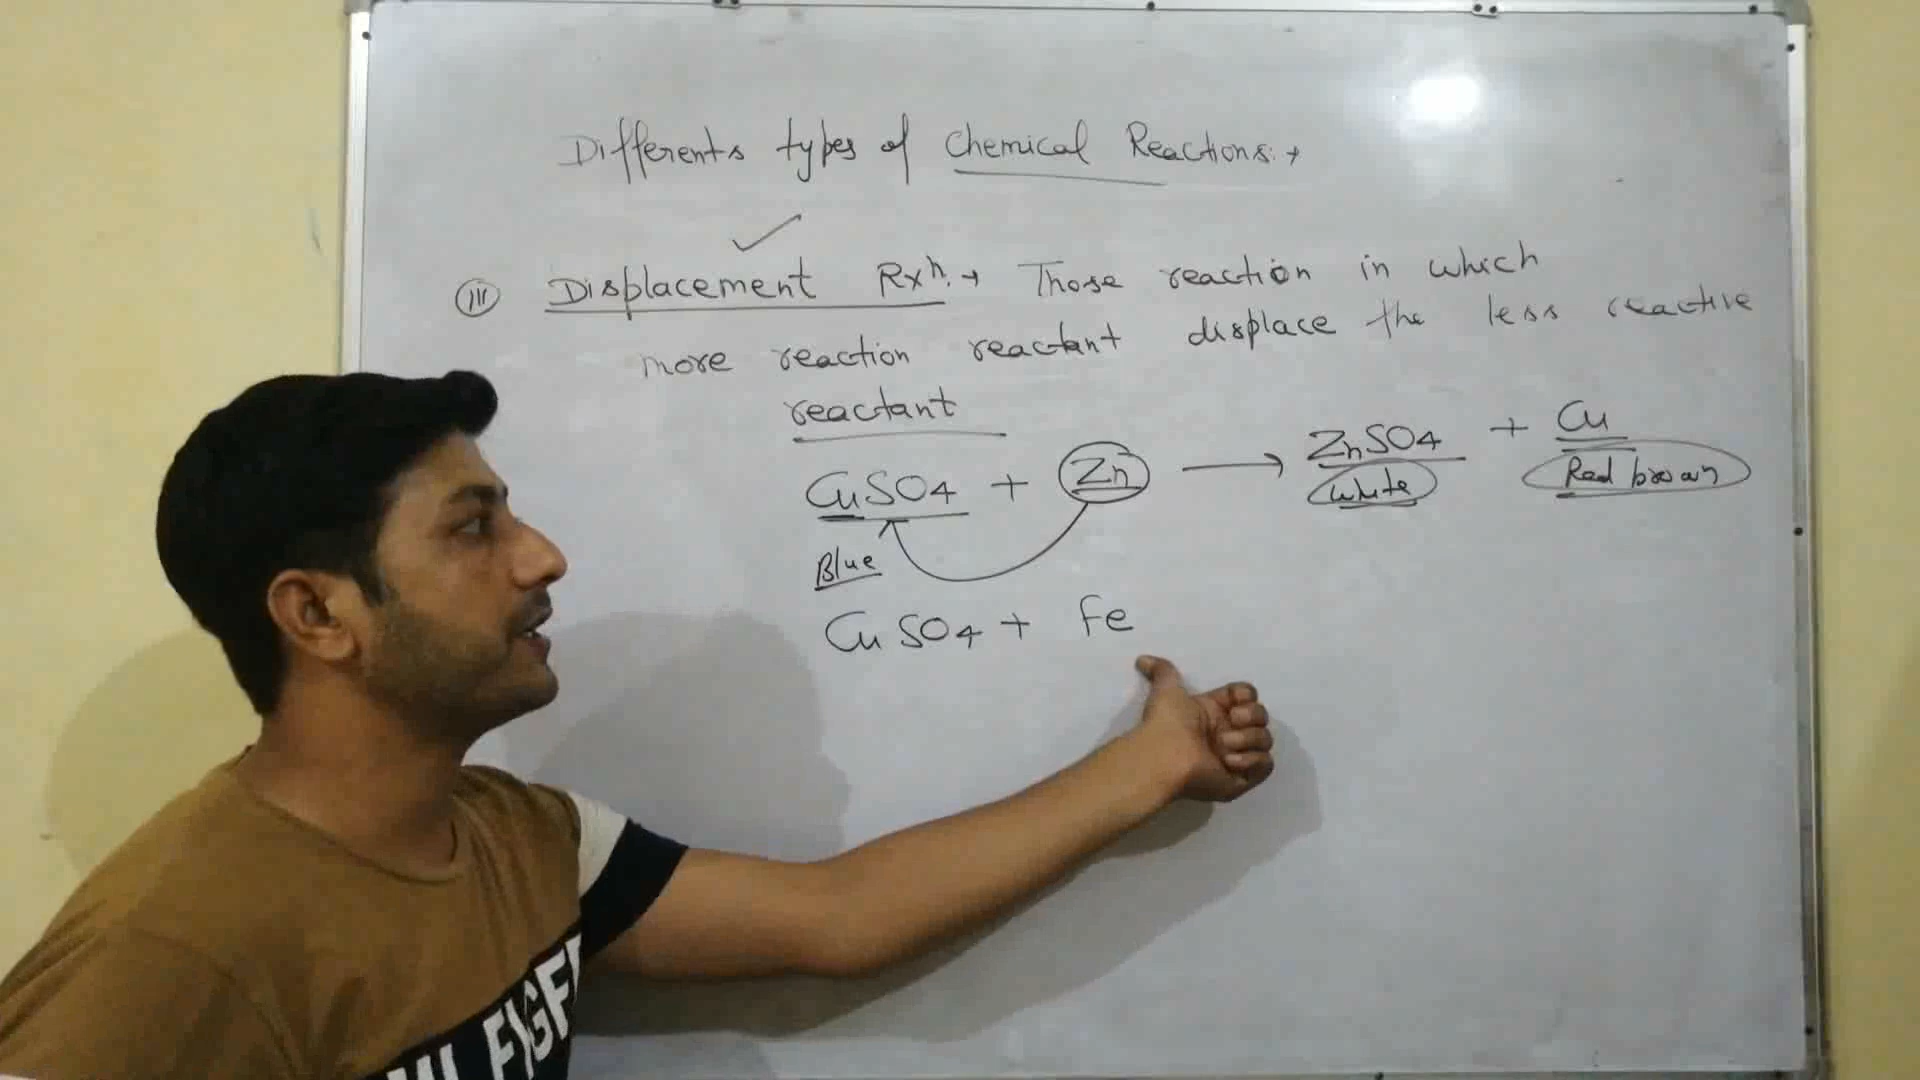 Differents types of Chemical Reactions:→
(iii) Displacement Rxn.→ Those reaction in which
more reaction reactant displace the less reactive
reactant
CuSO4 + Zn → ZnSO4 + Cu
Blue white Red brown
CuSO4 + Fe